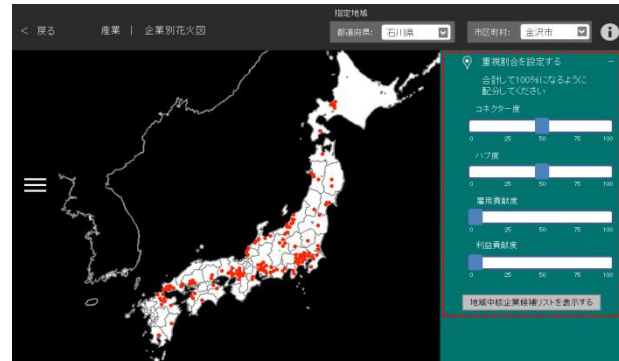 指定地域
< 戻る 産業 | 企業別花火図 都道府県: 石川県 市区町村: 金沢市 i
重視割合を設定する −
合計して100%になるように
配分してください
コネクター度
0 25 50 75 100
ハブ度
0 25 50 75 100
雇用貢献度
0 25 50 75 100
利益貢献度
0 25 50 75 100
地域中核企業候補リストを表示する